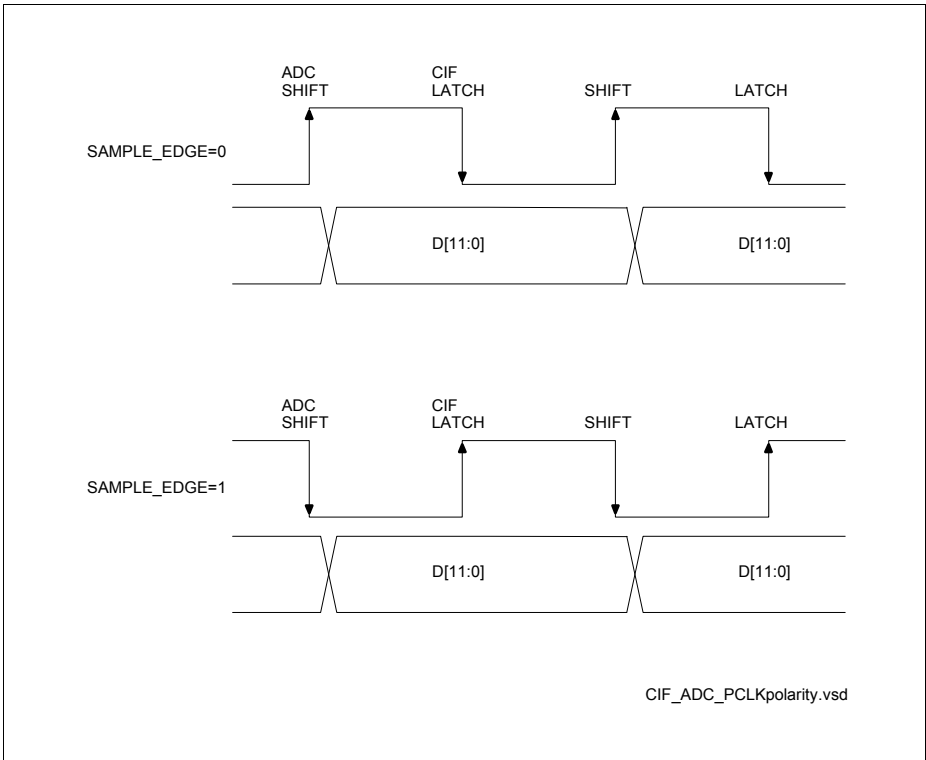 ADC
SHIFT
CIF
LATCH
SHIFT
LATCH
SAMPLE_EDGE=0
D[11:0]
D[11:0]
ADC
SHIFT
CIF
LATCH
SHIFT
LATCH
SAMPLE_EDGE=1
D[11:0]
D[11:0]
CIF_ADC_PCLKpolarity.vsd